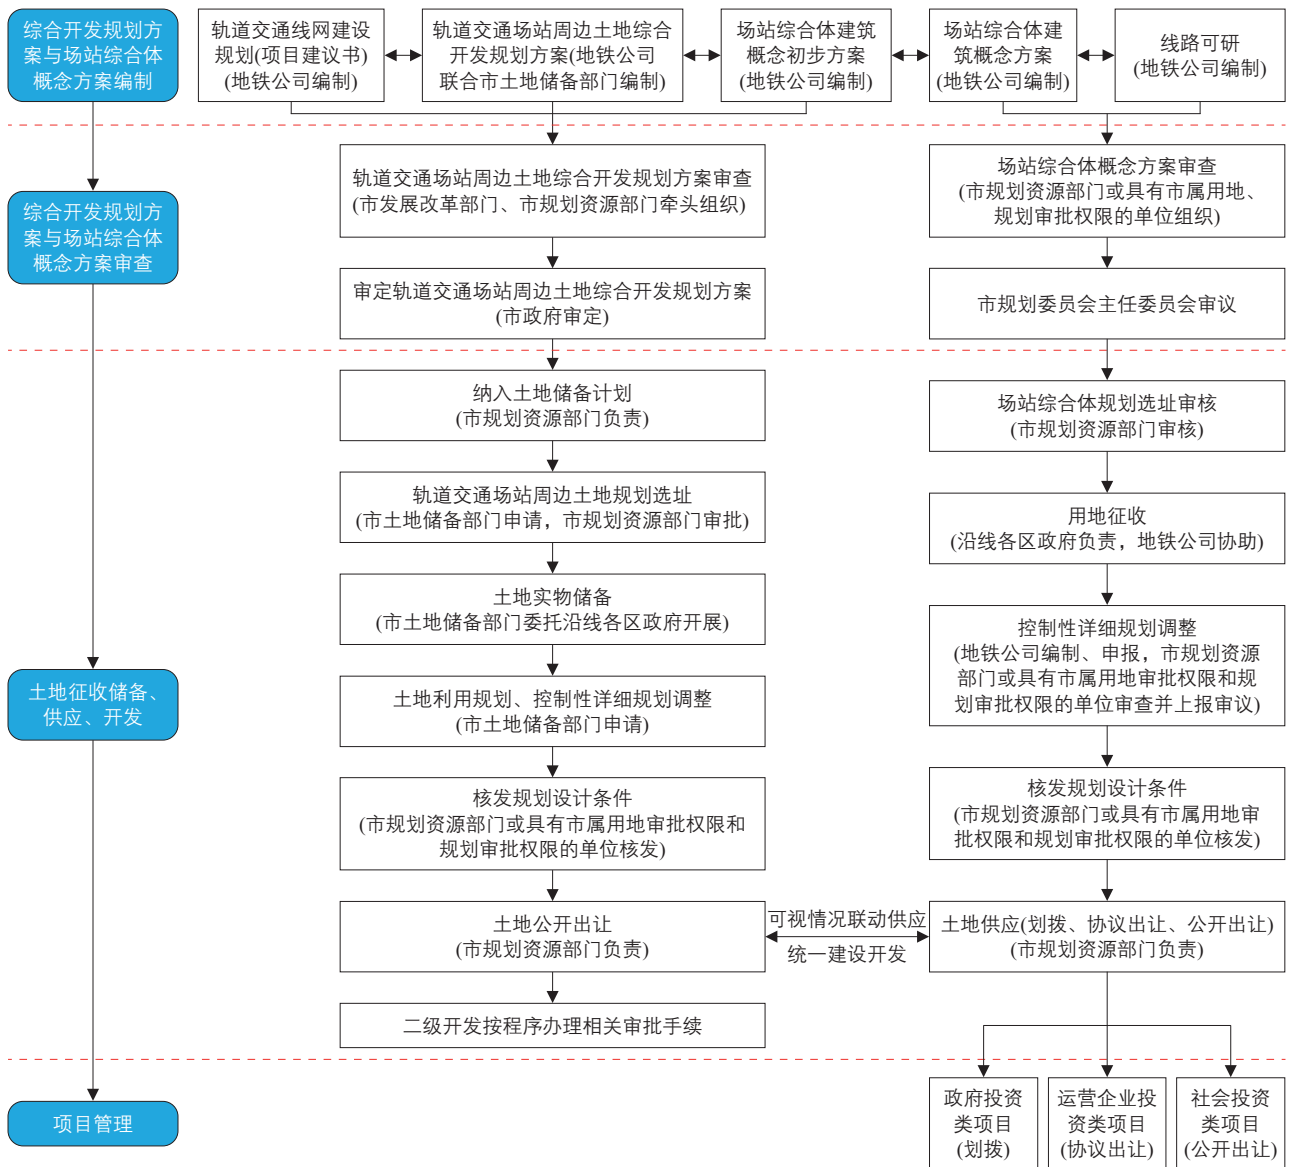 综合开发规划方
案与场站综合体
概念方案编制
轨道交通线网建设
规划(项目建议书)
(地铁公司编制)
轨道交通场站周边土地综合
开发规划方案(地铁公司
联合市土地储备部门编制)
场站综合体建筑
概念初步方案
(地铁公司编制)
场站综合体建
筑概念方案
(地铁公司编制)
线路可研
(地铁公司编制)
综合开发规划方
案与场站综合体
概念方案审查
轨道交通场站周边土地综合开发规划方案审查
(市发展改革部门、市规划资源部门牵头组织)
场站综合体概念方案审查
(市规划资源部门或具有市属用地、
规划审批权限的单位组织)
审定轨道交通场站周边土地综合开发规划方案
(市政府审定)
市规划委员会主任委员会审议
土地征收储备、
供应、开发
纳入土地储备计划
(市规划资源部门负责)
轨道交通场站周边土地规划选址
(市土地储备部门申请，市规划资源部门审批)
土地实物储备
(市土地储备部门委托沿线各区政府开展)
土地利用规划、控制性详细规划调整
(市土地储备部门申请)
核发规划设计条件
(市规划资源部门或具有市属用地审批权限和
规划审批权限的单位核发)
土地公开出让
(市规划资源部门负责)
二级开发按程序办理相关审批手续
可视情况联动供应
统一建设开发
场站综合体规划选址审核
(市规划资源部门审核)
用地征收
(沿线各区政府负责，地铁公司协助)
控制性详细规划调整
(地铁公司编制、申报，市规划资源
部门或具有市属用地审批权限和规
划审批权限的单位审查并上报审议)
核发规划设计条件
(市规划资源部门或具有市属用地审
批权限和规划审批权限的单位核发)
土地供应(划拨、协议出让、公开出让)
(市规划资源部门负责)
项目管理
政府投资
类项目
(划拨)
运营企业投
资类项目
(协议出让)
社会投资
类项目
(公开出让)